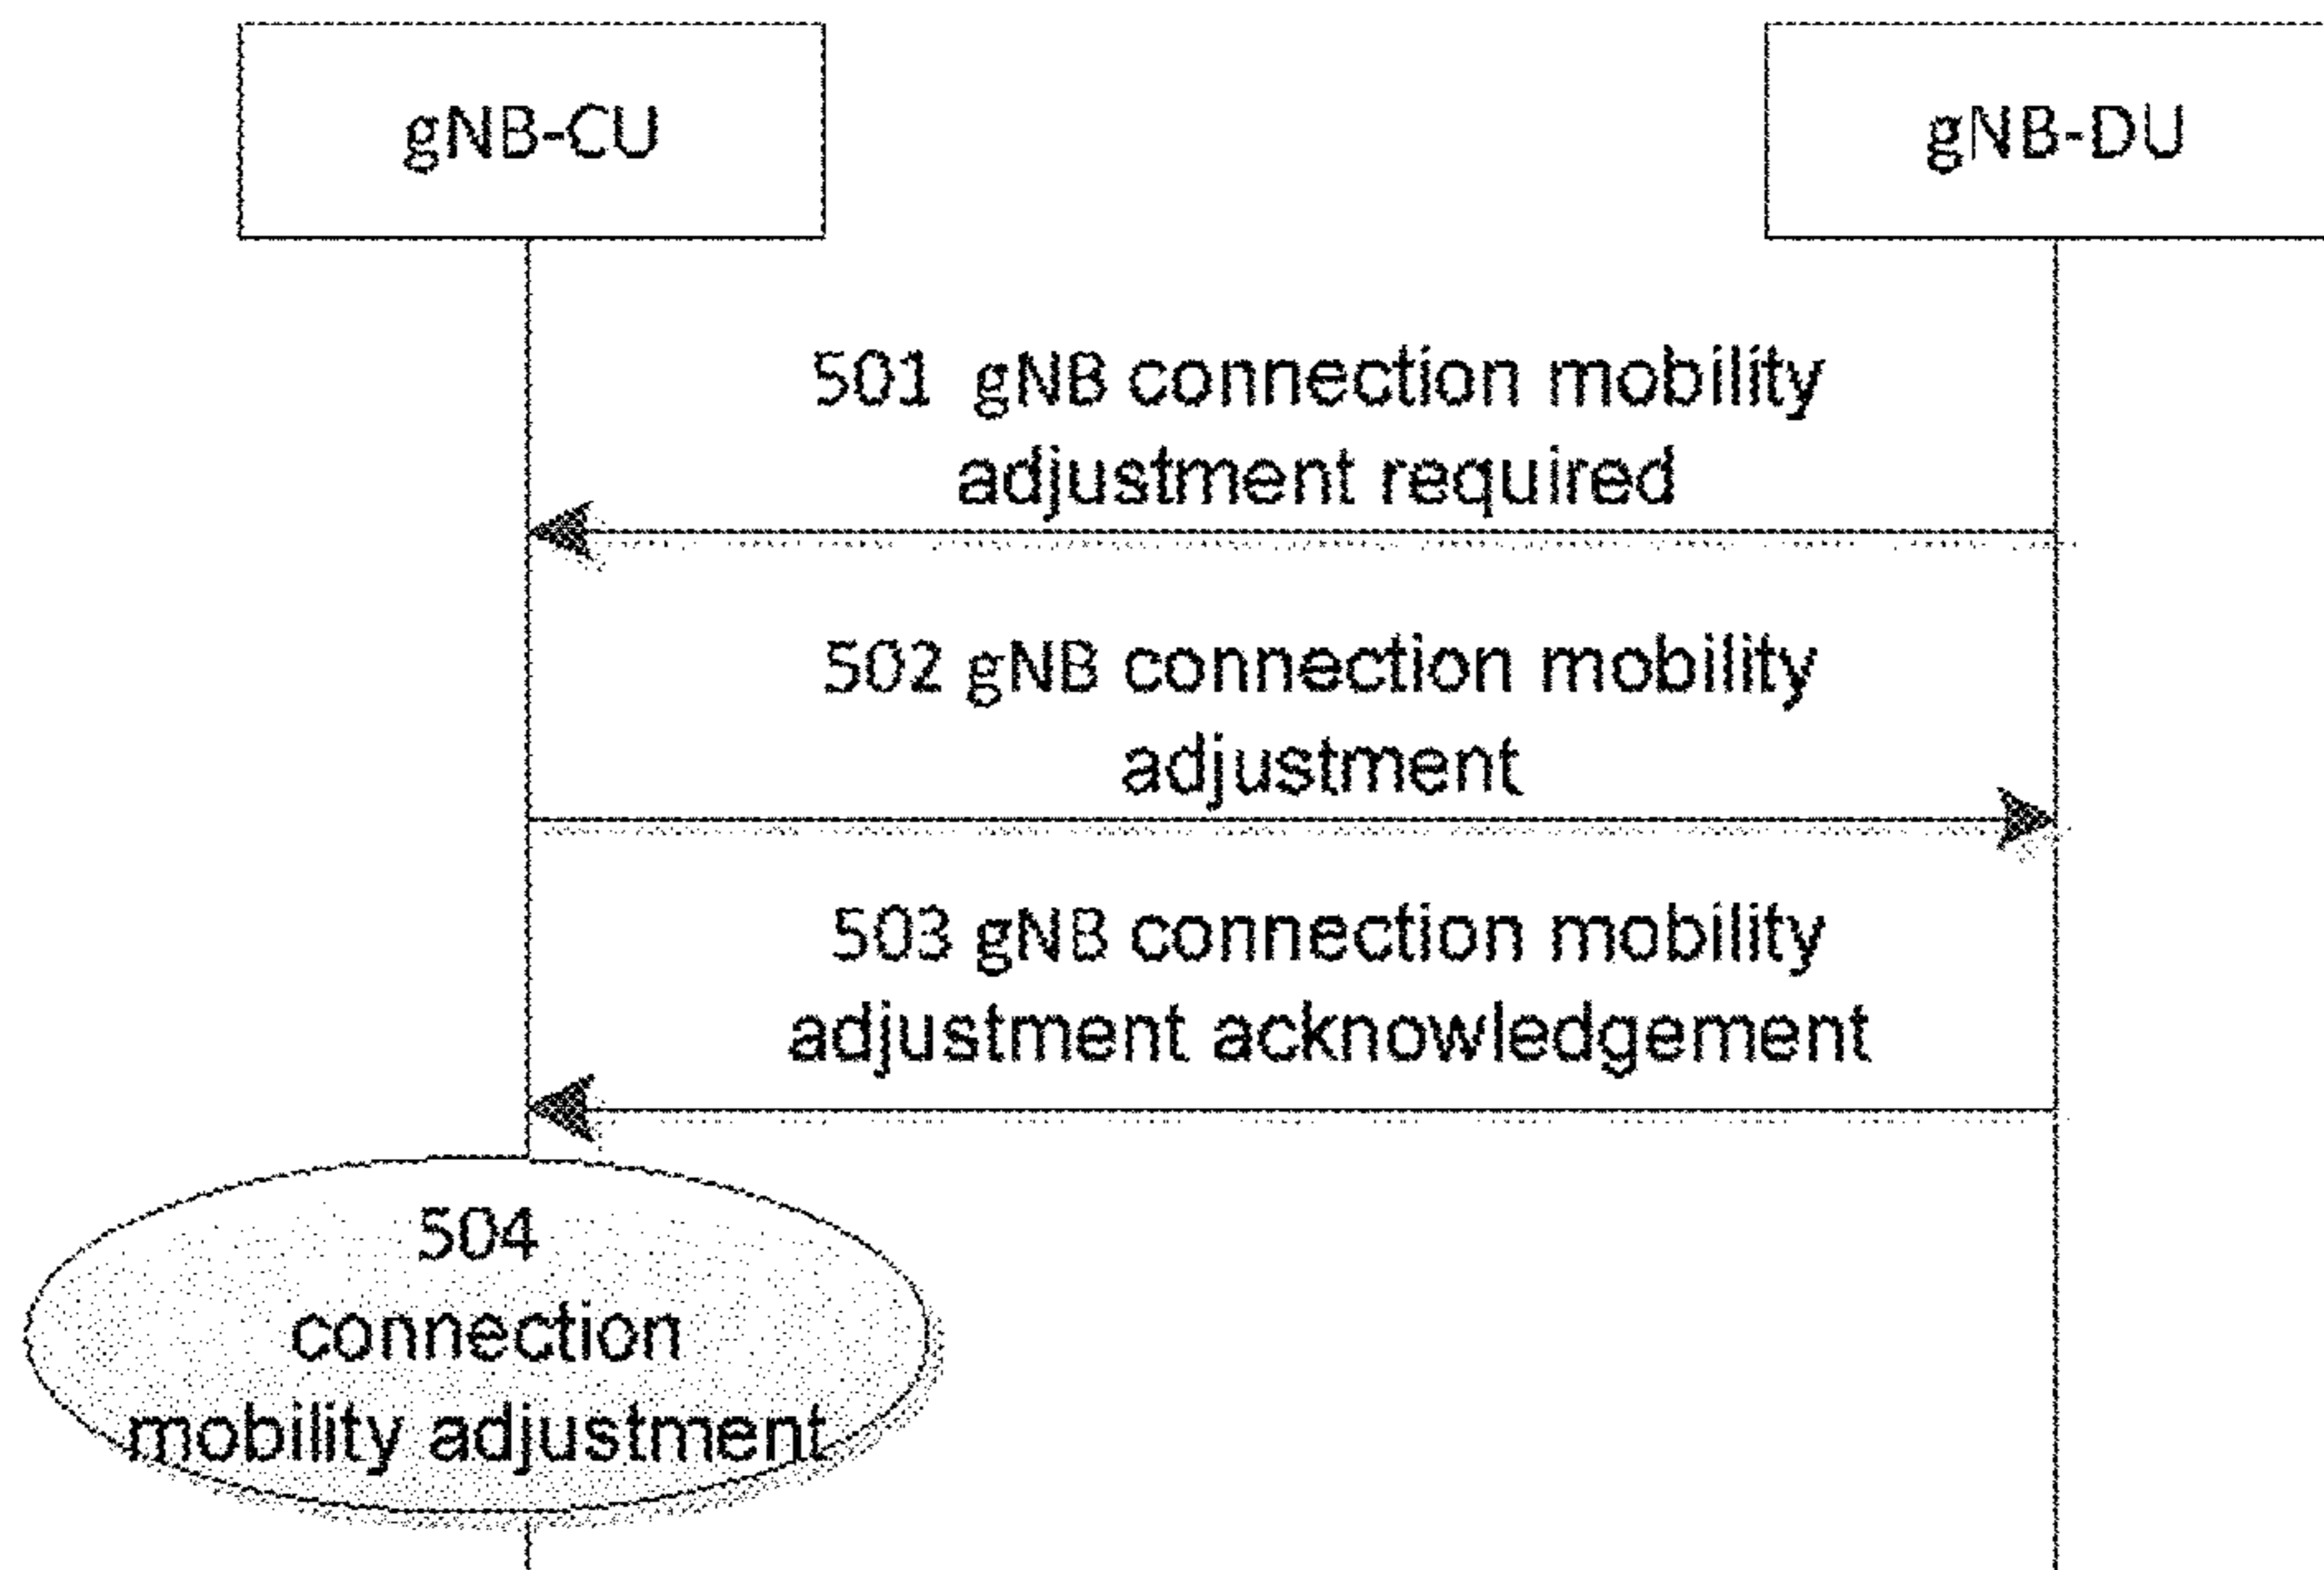 gNB-CU
gNB-DU
501 gNB connection mobility
adjustment required
502 gNB connection mobility
adjustment
503 gNB connection mobility
adjustment acknowledgement
504
connection
mobility adjustment